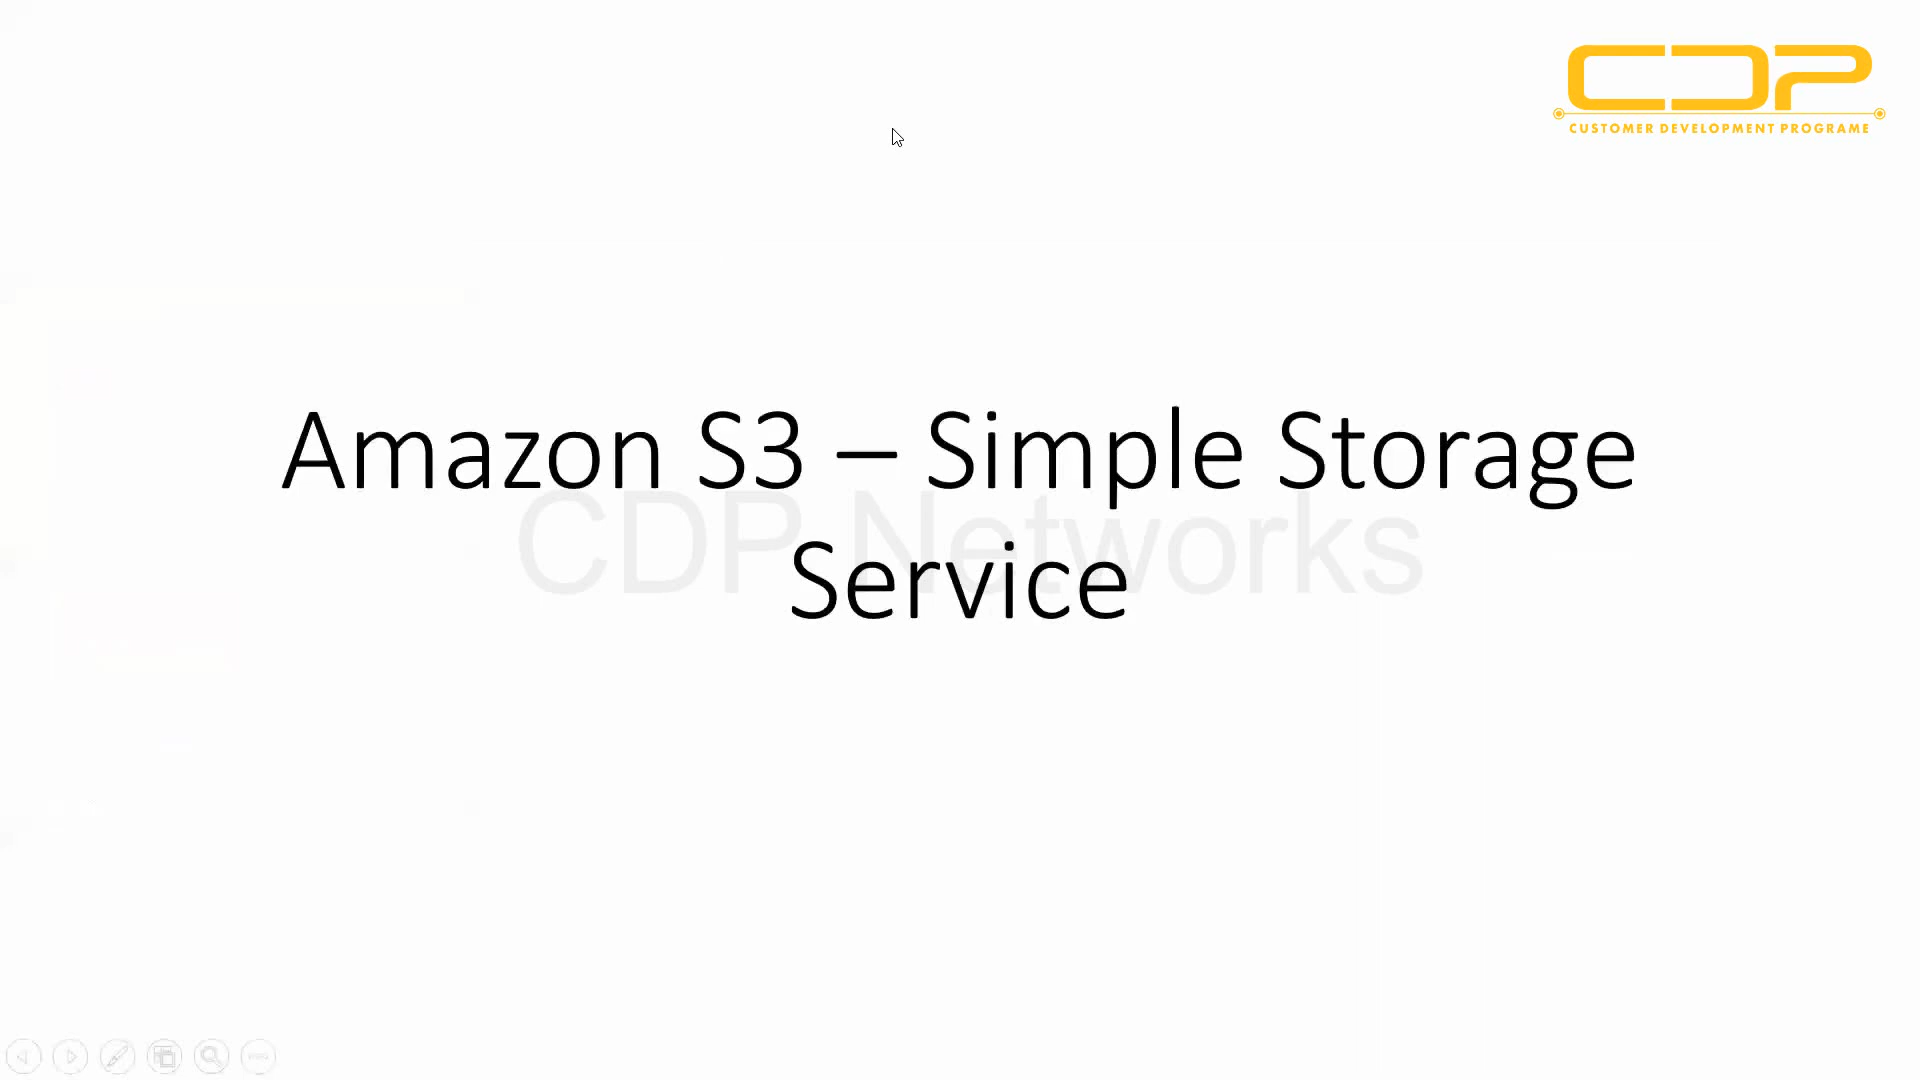 CDP
CUSTOMER DEVELOPMENT PROGRAME
Amazon S3 – Simple Storage
CDP Networks
Service